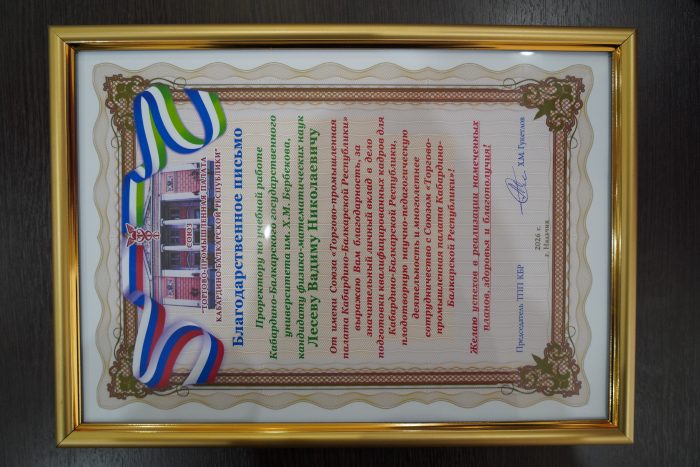 СОЮЗ
"ТОРГОВО-ПРОМЫШЛЕННАЯ ПАЛАТА
КАБАРДИНО-БАЛКАРСКОЙ РЕСПУБЛИКИ"
Благодарственное письмо
Проректору по учебной работе
Кабардино-Балкарского государственного
университета им. Х.М. Бербекова,
кандидату физико-математических наук
Лесеву Вадиму Николаевичу
От имени Союза «Торгово-промышленная
палата Кабардино-Балкарской Республики»
выражаю Вам благодарность, за
значительный личный вклад в дело
подготовки квалифицированных кадров для
Кабардино-Балкарской Республики,
плодотворную научно-педагогическую
деятельность и многолетнее
сотрудничество с Союзом «Торгово-
промышленная палата Кабардино-
Балкарской Республики»!
Желаю успехов в реализации намеченных
планов, здоровья и благополучия!
Председатель ТПП КБР Х.М. Гукетлов
2026 г.
г. Нальчик